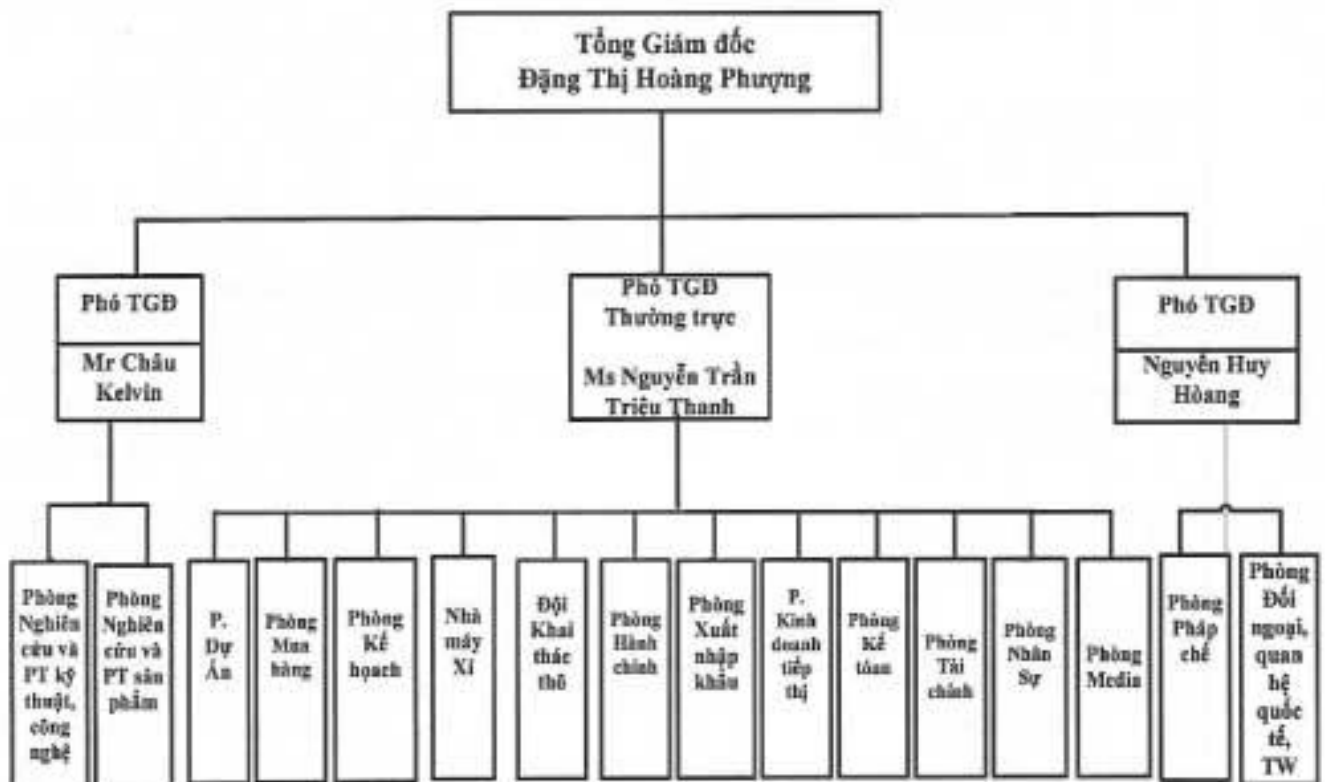 Tổng Giám đốc
Đặng Thị Hoàng Phượng
Phó TGĐ
Mr Châu
Kelvin
Phó TGĐ
Thường trực
Ms Nguyễn Trần
Triệu Thanh
Phó TGĐ
Nguyễn Huy
Hòang
Phòng
Nghiên
cứu và
PT kỹ
thuật,
công
nghệ
Phòng
Nghiên
cứu và
PT sản
phẩm
P.
Dự
Án
Phòng
Mua
hàng
Phòng
Kế
họach
Nhà
máy
Xỉ
Đội
Khai
thác
thô
Phòng
Hành
chính
Phòng
Xuất
nhập
khẩu
P.
Kinh
doanh
tiếp
thị
Phòng
Kế
tóan
Phòng
Tài
chính
Phòng
Nhân
Sự
Phòng
Media
Phòng
Pháp
chế
Phòng
Đối
ngoại,
quan
hệ
quốc
tế,
TW